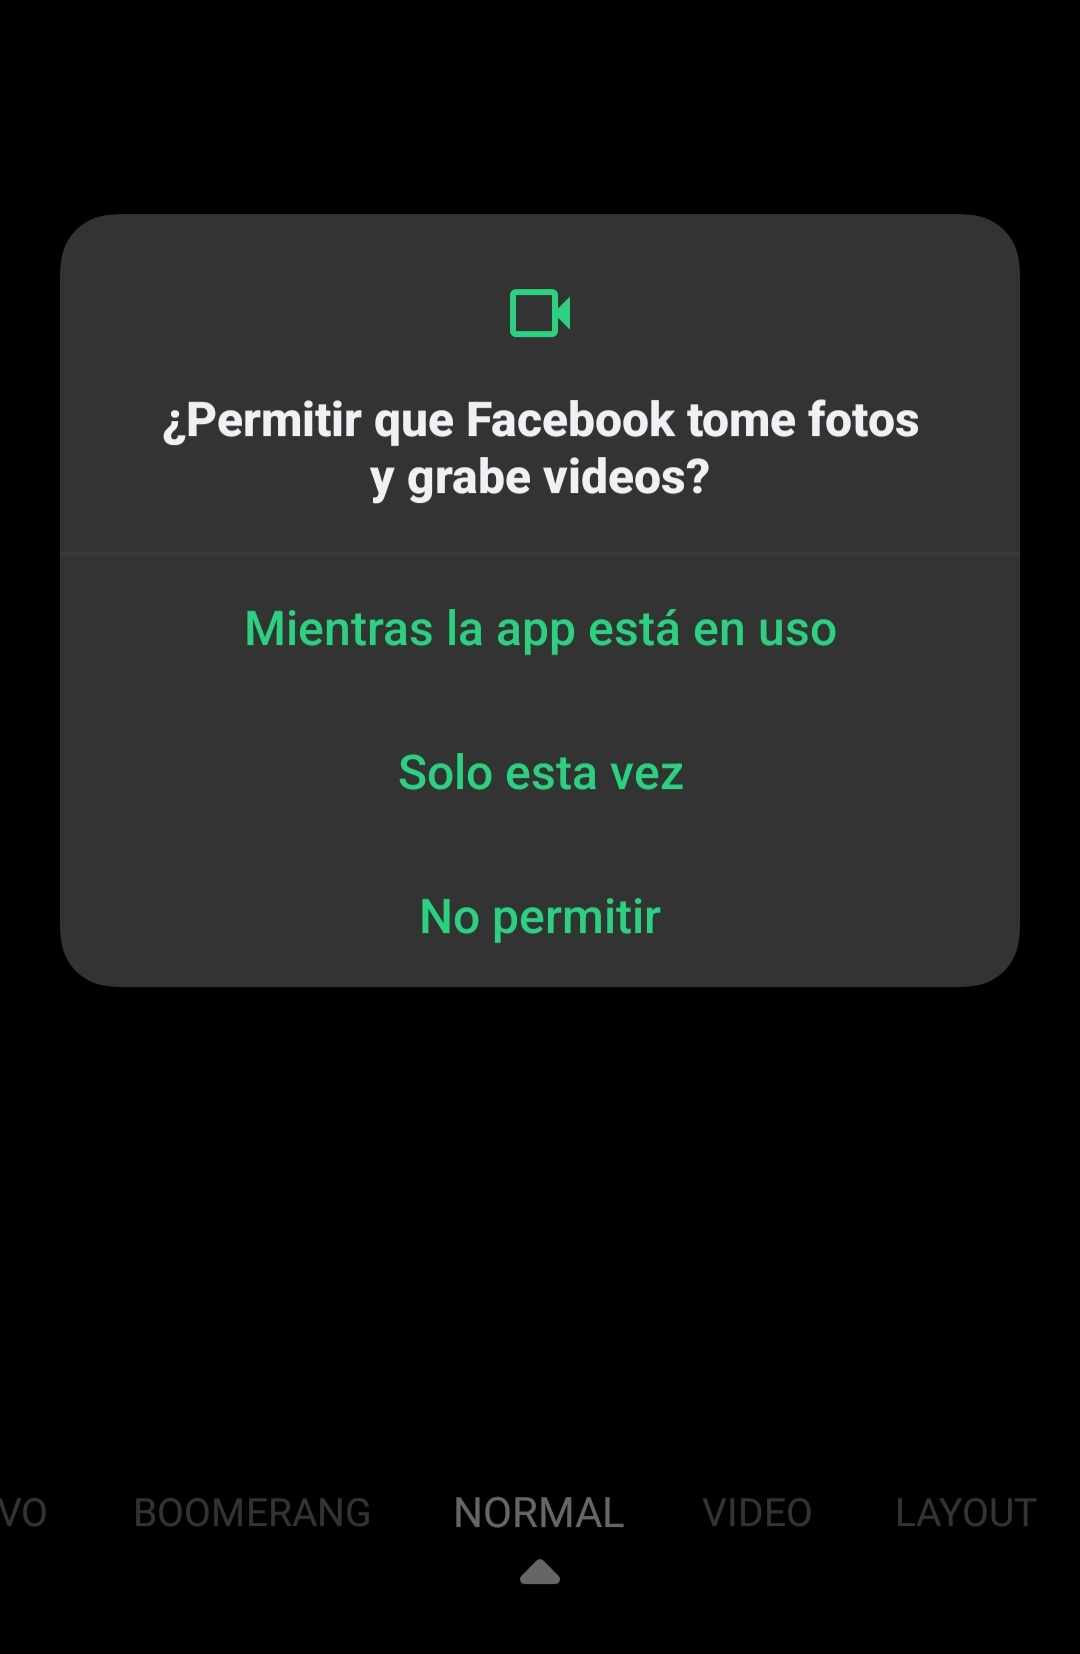 ¿Permitir que Facebook tome fotos
y grabe videos?
Mientras la app está en uso
Solo esta vez
No permitir
VO BOOMERANG NORMAL VIDEO LAYOUT